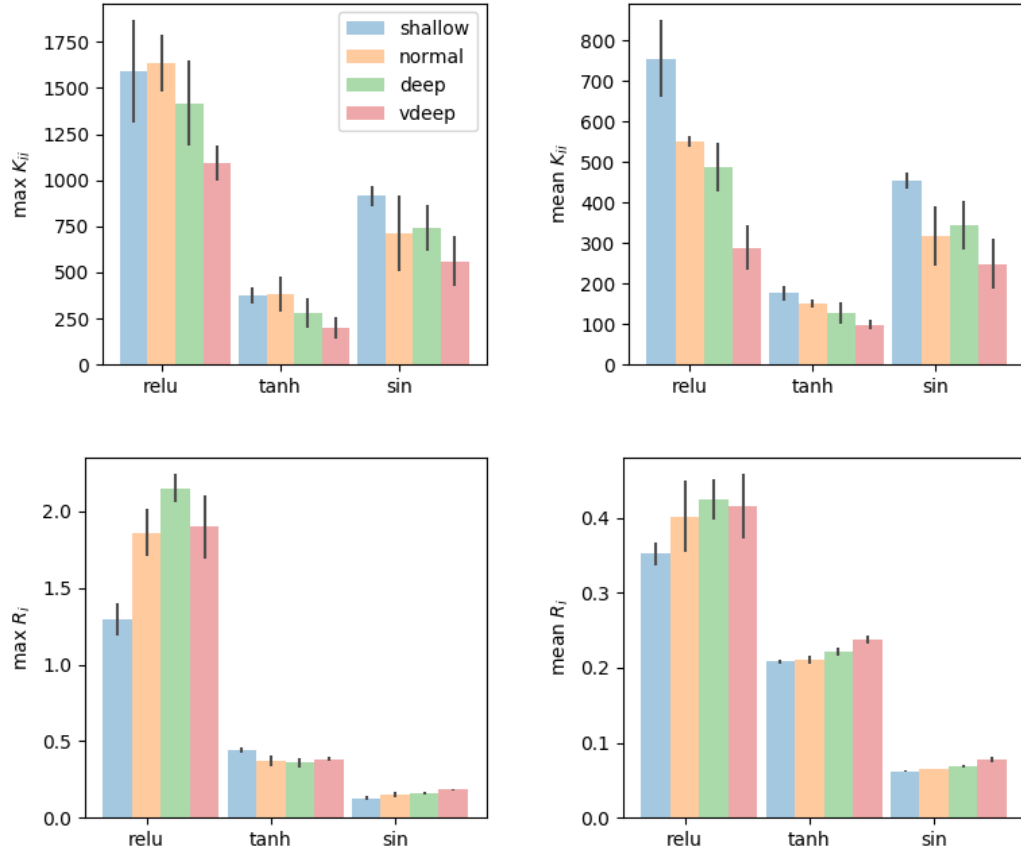 max K_ii
1750
1500
1250
1000
750
500
250
0
relu tanh sin
shallow
normal
deep
vdeep
mean K_ii
800
700
600
500
400
300
200
100
0
relu tanh sin
max R_i
2.0
1.5
1.0
0.5
0.0
relu tanh sin
mean R_i
0.4
0.3
0.2
0.1
0.0
relu tanh sin